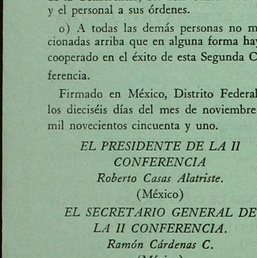 y el personal a sus órdenes.
o) A todas las demás personas no m
cionadas arriba que en alguna forma hay
cooperado en el éxito de esta Segunda C
ferencia.
Firmado en México, Distrito Federal
los dieciséis días del mes de noviembre
mil novecientos cincuenta y uno.
EL PRESIDENTE DE LA II
CONFERENCIA
Roberto Casas Alatriste.
(México)
EL SECRETARIO GENERAL DE
LA II CONFERENCIA.
Ramón Cárdenas C.